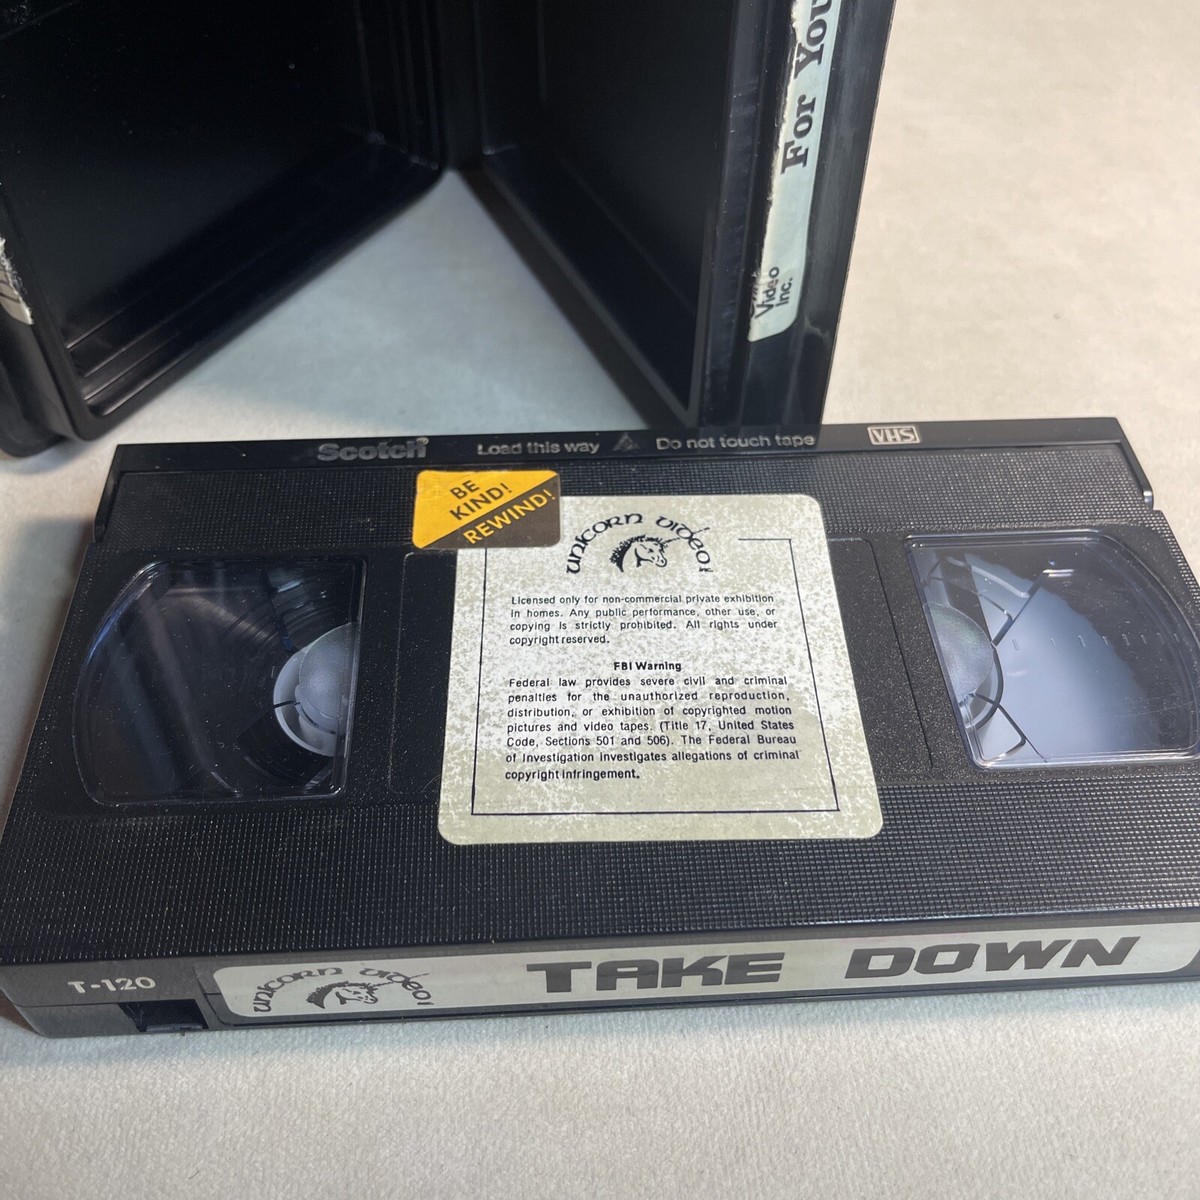 For You
Video
Inc.
Scotch Load this way Do not touch tape VHS
BE
KIND!
REWIND!
UNICORN VIDEO!
Licensed only for non-commercial private exhibition
in homes. Any public performance, other use, or
copying is strictly prohibited. All rights under
copyright reserved.
FBI Warning
Federal law provides severe civil and criminal
penalties for the unauthorized reproduction,
distribution, or exhibition of copyrighted motion
pictures and video tapes. (Title 17, United States
Code, Sections 501 and 506). The Federal Bureau
of Investigation investigates allegations of criminal
copyright infringement.
T-120 UNICORN VIDEO! TAKE DOWN